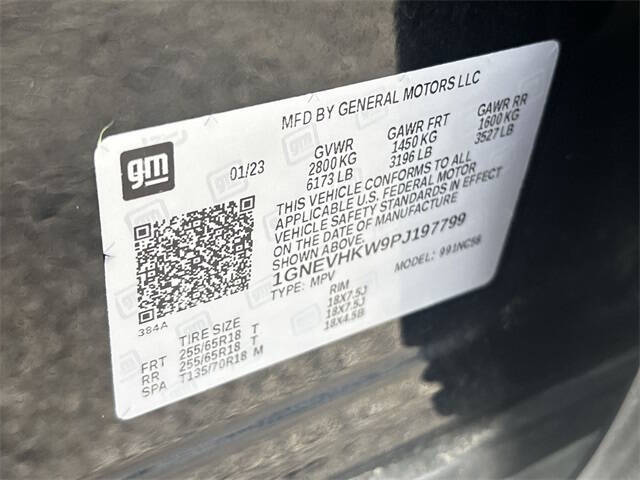 MFD BY GENERAL MOTORS LLC
gm
01/23
GVWR GAWR FRT GAWR RR
2800 KG 1450 KG 1600 KG
6173 LB 3196 LB 3527 LB
THIS VEHICLE CONFORMS TO ALL
APPLICABLE U.S. FEDERAL MOTOR
VEHICLE SAFETY STANDARDS IN EFFECT
ON THE DATE OF MANUFACTURE
SHOWN ABOVE.
1GNEVHKW9PJ197799
TYPE: MPV MODEL: 991NC56
384A
TIRE SIZE RIM
FRT 255/65R18 T 18X7.5J
RR 255/65R18 T 18X7.5J
SPA T135/70R18 M 18X4.5B